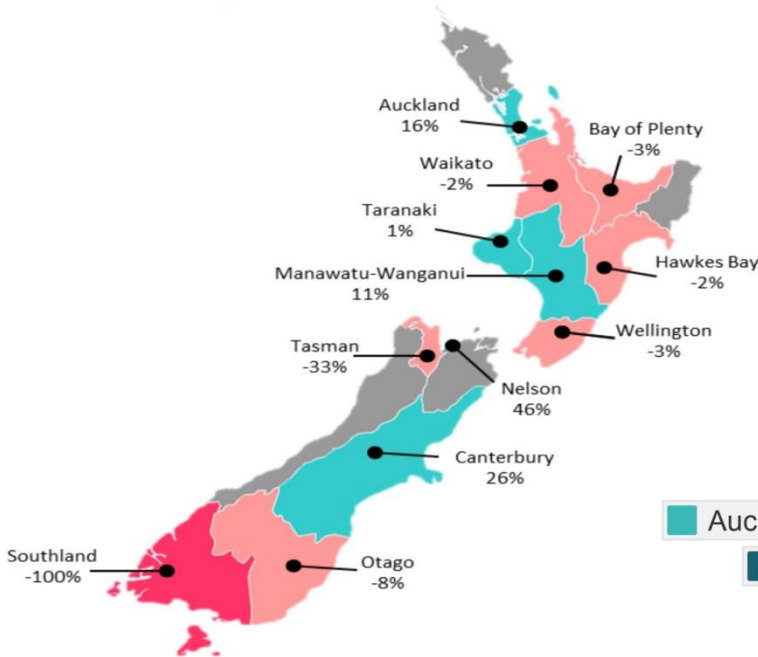 Auckland
16%
Bay of Plenty
-3%
Waikato
-2%
Taranaki
1%
Manawatu-Wanganui
11%
Hawkes Bay
-2%
Wellington
-3%
Tasman
-33%
Nelson
46%
Canterbury
26%
Auc
Southland
-100%
Otago
-8%